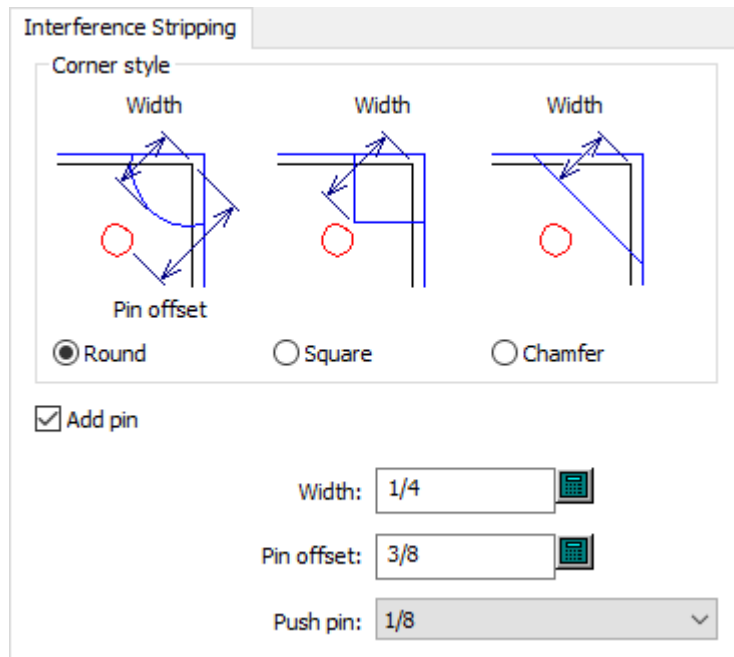 Interference Stripping
Corner style
Width Width Width
Pin offset
Round Square Chamfer
Add pin
Width: 1/4
Pin offset: 3/8
Push pin: 1/8